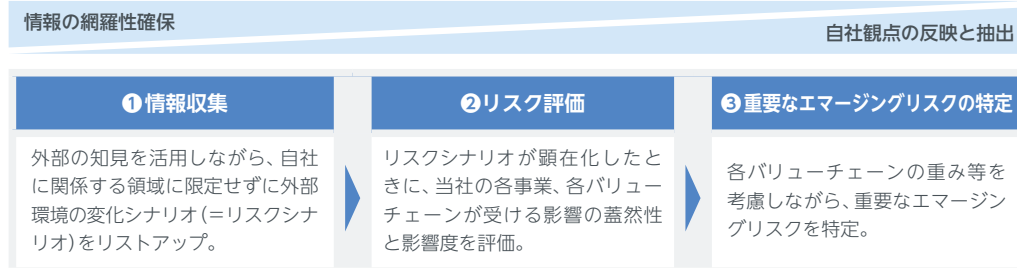 情報の網羅性確保
自社観点の反映と抽出
❶情報収集
外部の知見を活用しながら、自社
に関係する領域に限定せずに外部
環境の変化シナリオ(=リスクシナ
リオ)をリストアップ。
❷リスク評価
リスクシナリオが顕在化したと
きに、当社の各事業、各バリュー
チェーンが受ける影響の蓋然性
と影響度を評価。
❸重要なエマージングリスクの特定
各バリューチェーンの重み等を
考慮しながら、重要なエマージン
グリスクを特定。